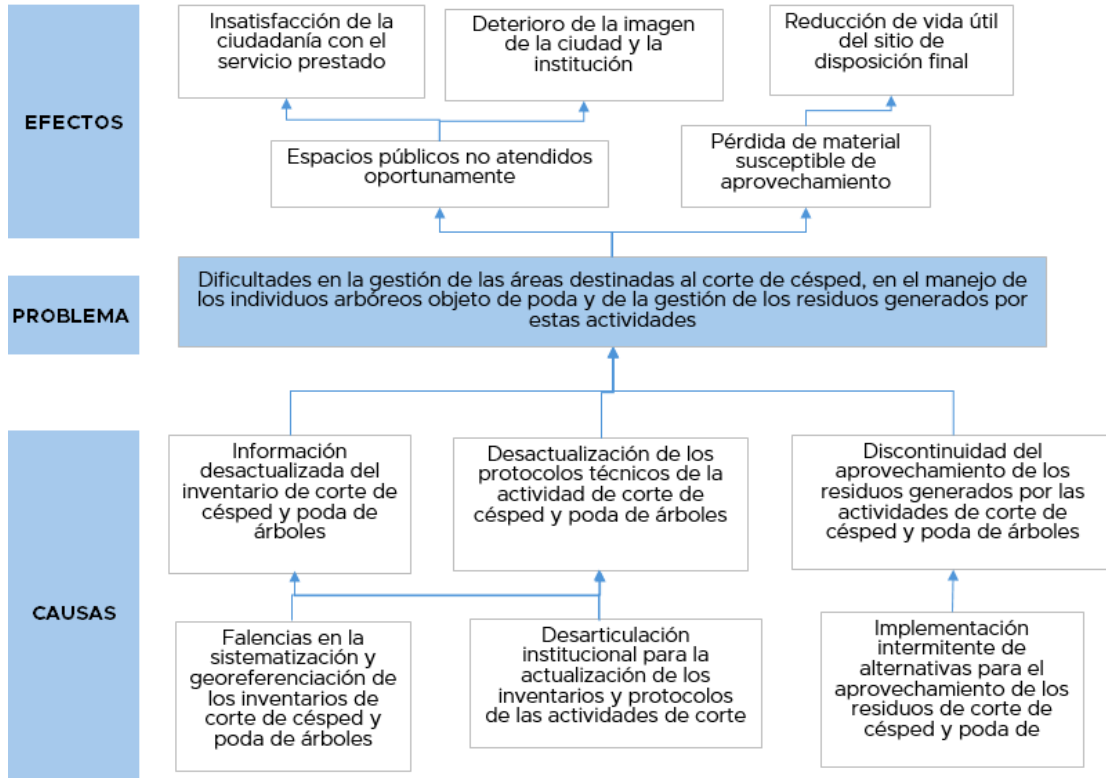 Insatisfacción de la
ciudadanía con el
servicio prestado
Deterioro de la imagen
de la ciudad y la
institución
Reducción de vida útil
del sitio de
disposición final
EFECTOS
Espacios públicos no atendidos
oportunamente
Pérdida de material
susceptible de
aprovechamiento
PROBLEMA
Dificultades en la gestión de las áreas destinadas al corte de césped, en el manejo de
los individuos arbóreos objeto de poda y de la gestión de los residuos generados por
estas actividades
CAUSAS
Información
desactualizada del
inventario de corte de
césped y poda de
árboles
Desactualización de los
protocolos técnicos de la
actividad de corte de
césped y poda de árboles
Discontinuidad del
aprovechamiento de los
residuos generados por las
actividades de corte de
césped y poda de árboles
Falencias en la
sistematización y
georeferenciación de
los inventarios de
corte de césped y
poda de árboles
Desarticulación
institucional para la
actualización de los
inventarios y protocolos
de las actividades de corte
Implementación
intermitente de
alternativas para el
aprovechamiento de los
residuos de corte de
césped y poda de